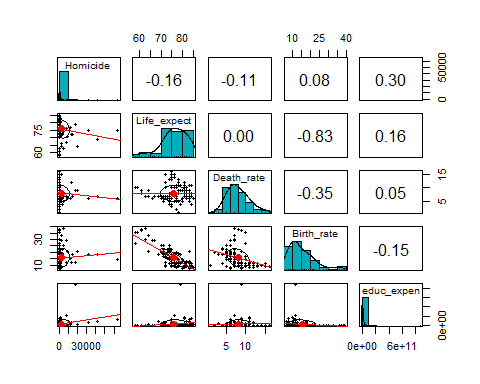 60 70 80
10 25 40
Homicide
-0.16
-0.11
0.08
0.30
0 50000
60 75
Life_expect
0.00
-0.83
0.16
Death_rate
-0.35
0.05
5 15
10 30
Birth_rate
-0.15
educ_expen
0e+00
0 30000
5 10
0e+00 6e+11